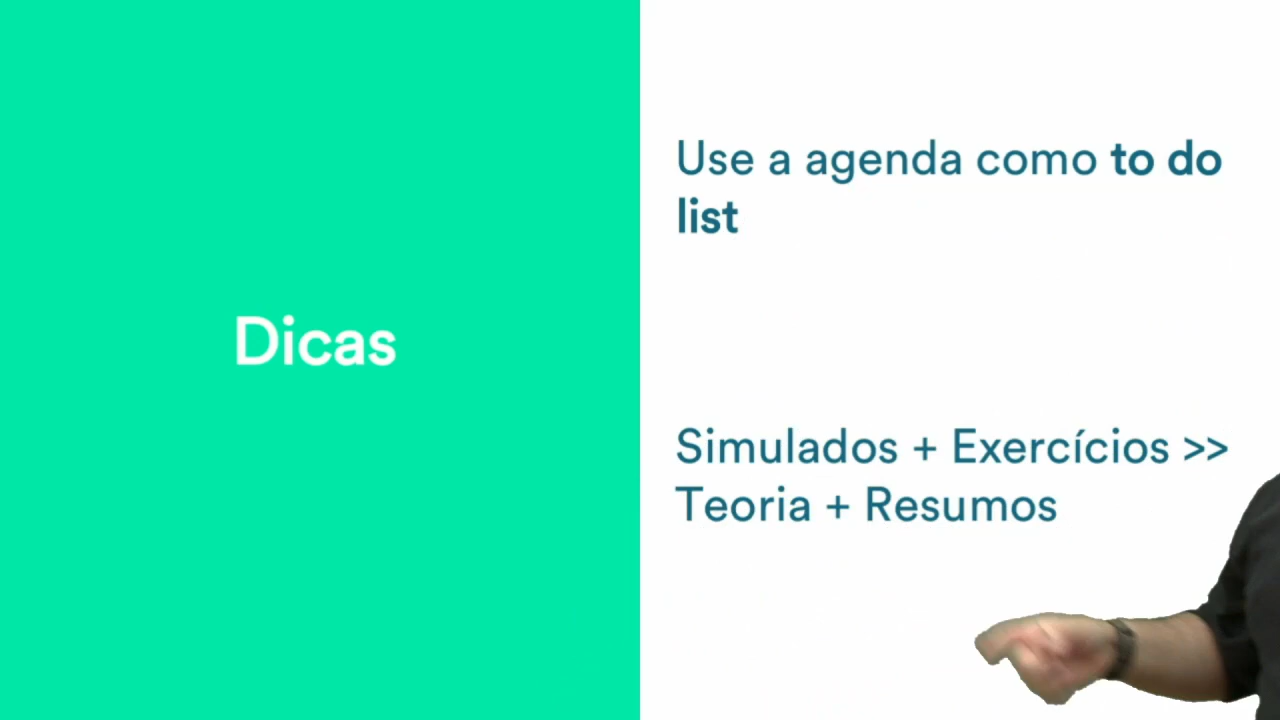 Dicas
Use a agenda como to do
list
Simulados + Exercícios >>
Teoria + Resumos